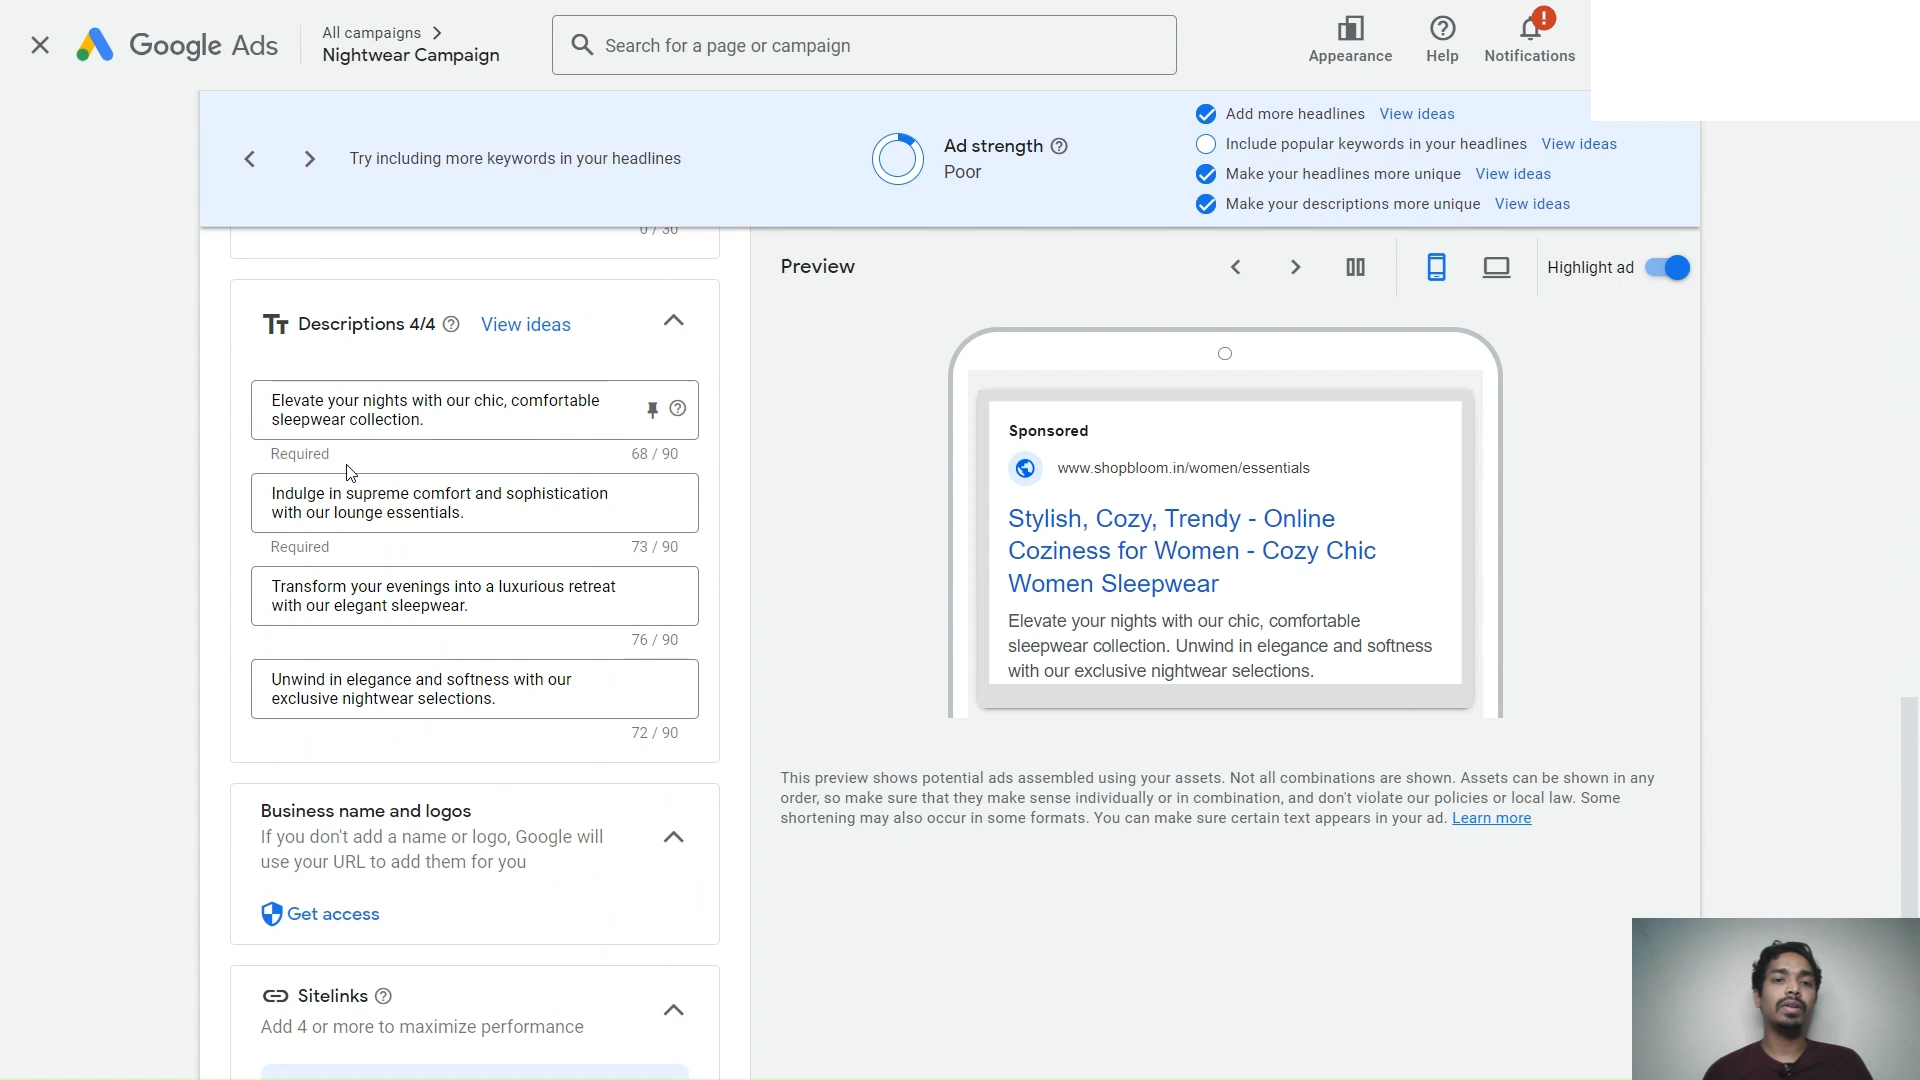 Google Ads
All campaigns
Nightwear Campaign
Search for a page or campaign
Appearance
Help
!
Notifications
Try including more keywords in your headlines
Ad strength ?
Poor
Add more headlines View ideas
Include popular keywords in your headlines View ideas
Make your headlines more unique View ideas
Make your descriptions more unique View ideas
0 / 30
Tт Descriptions 4/4 ? View ideas
Elevate your nights with our chic, comfortable
sleepwear collection.
?
Required 68 / 90
Indulge in supreme comfort and sophistication
with our lounge essentials.
Required 73 / 90
Transform your evenings into a luxurious retreat
with our elegant sleepwear.
76 / 90
Unwind in elegance and softness with our
exclusive nightwear selections.
72 / 90
Business name and logos
If you don't add a name or logo, Google will
use your URL to add them for you
Get access
Sitelinks ?
Add 4 or more to maximize performance
Preview
Highlight ad
Sponsored
www.shopbloom.in/women/essentials
Stylish, Cozy, Trendy - Online
Coziness for Women - Cozy Chic
Women Sleepwear
Elevate your nights with our chic, comfortable
sleepwear collection. Unwind in elegance and softness
with our exclusive nightwear selections.
This preview shows potential ads assembled using your assets. Not all combinations are shown. Assets can be shown in any
order, so make sure that they make sense individually or in combination, and don't violate our policies or local law. Some
shortening may also occur in some formats. You can make sure certain text appears in your ad. Learn more